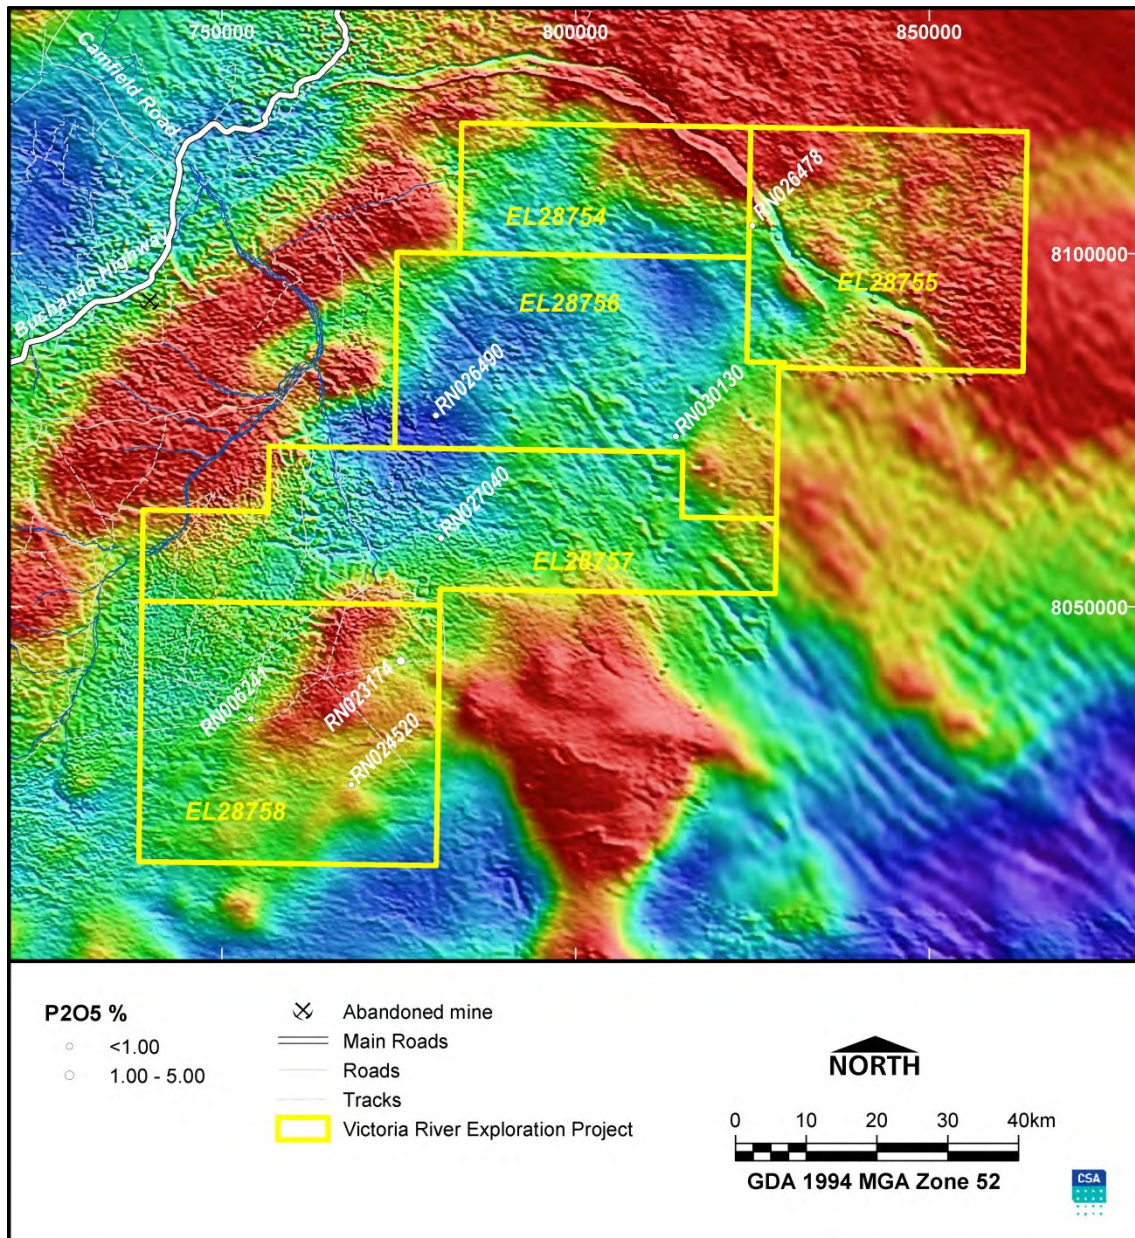 750000
800000
850000
Camfield Road
RN026478
EL28754
8100000
Buchanan Highway
EL28755
EL28756
RN026490
RN030130
RN027040
EL28757
8050000
RN006241
RN023174
RN024520
EL28758
P2O5 %
<1.00
1.00 - 5.00
Abandoned mine
Main Roads
Roads
Tracks
Victoria River Exploration Project
NORTH
0 10 20 30 40km
GDA 1994 MGA Zone 52
CSA